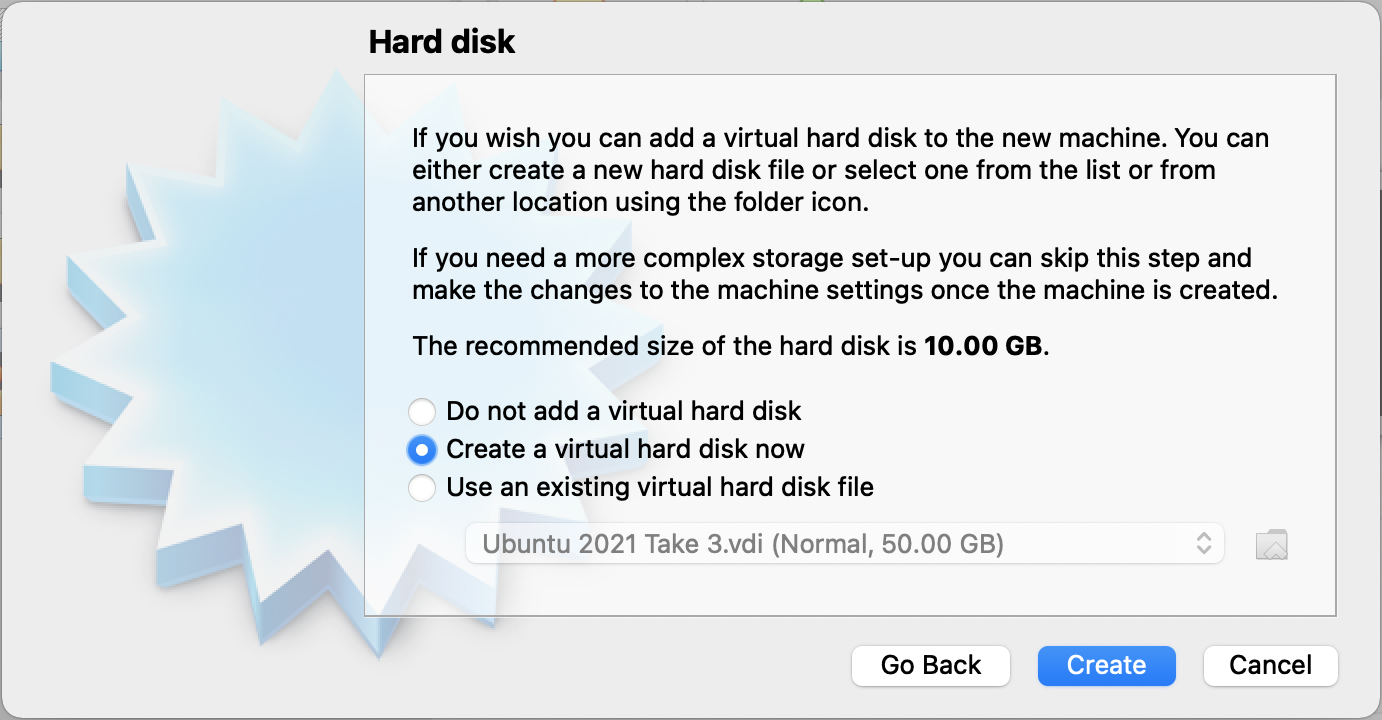 Hard disk
If you wish you can add a virtual hard disk to the new machine. You can
either create a new hard disk file or select one from the list or from
another location using the folder icon.
If you need a more complex storage set-up you can skip this step and
make the changes to the machine settings once the machine is created.
The recommended size of the hard disk is 10.00 GB.
Do not add a virtual hard disk
Create a virtual hard disk now
Use an existing virtual hard disk file
Ubuntu 2021 Take 3.vdi (Normal, 50.00 GB)
Go Back Create Cancel